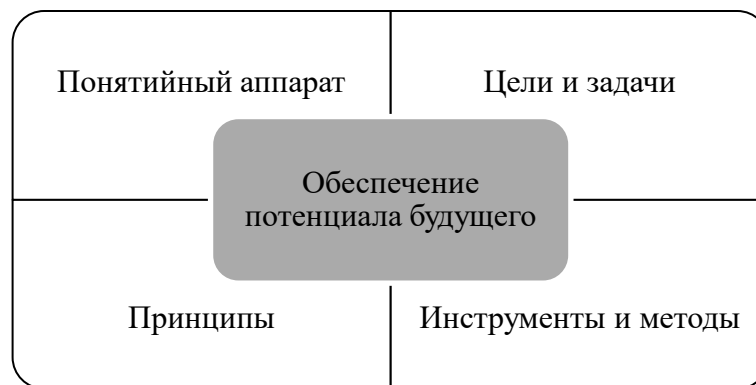 Понятийный аппарат
Цели и задачи
Обеспечение
потенциала будущего
Принципы
Инструменты и методы